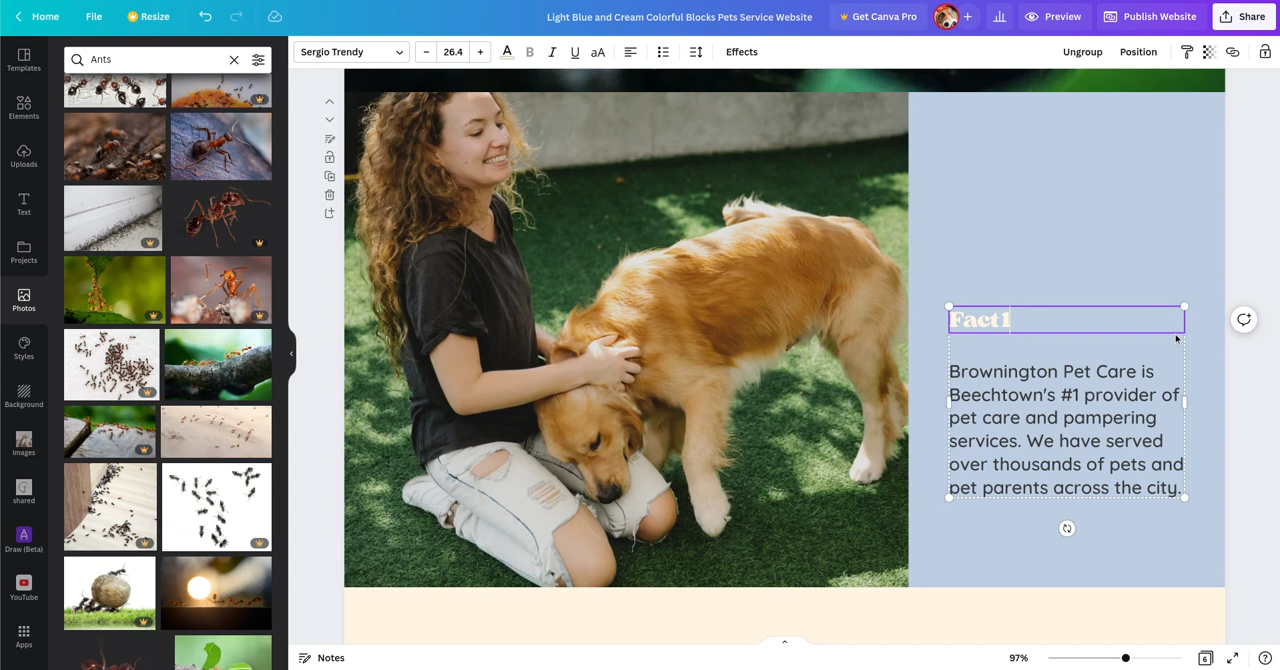 Home
File
Resize
Light Blue and Cream Colorful Blocks Pets Service Website
Get Canva Pro
Preview
Publish Website
Share
Templates
Elements
Uploads
Text
Projects
Photos
Styles
Background
images
shared
Draw (Beta)
YouTube
Apps
Ants
Sergio Trendy
26.4
A
B
I
U
aA
Effects
Ungroup
Position
Fact 1
Brownington Pet Care is
Beechtown's #1 provider of
pet care and pampering
services. We have served
over thousands of pets and
pet parents across the city.
Notes
97%
6